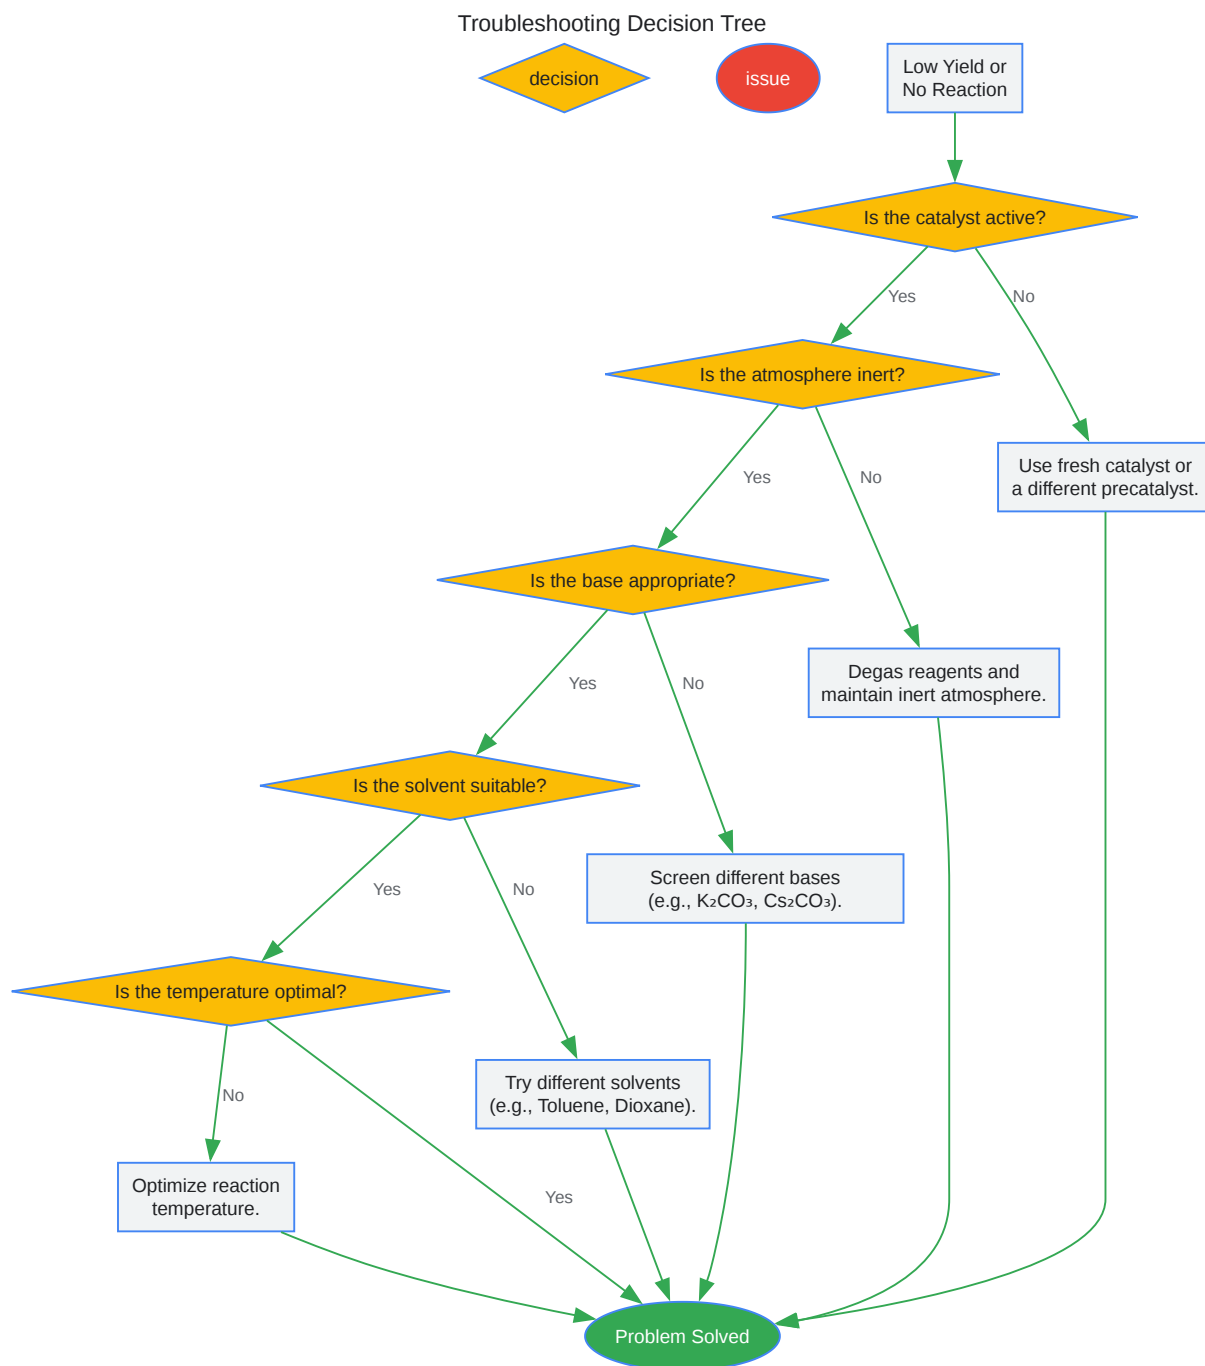 Troubleshooting Decision Tree
decision
issue
Low Yield or
No Reaction
Is the catalyst active?
Yes
No
Is the atmosphere inert?
Use fresh catalyst or
a different precatalyst.
Yes
No
Is the base appropriate?
Degas reagents and
maintain inert atmosphere.
Yes
No
Is the solvent suitable?
Screen different bases
(e.g., K₂CO₃, Cs₂CO₃).
Yes
No
Is the temperature optimal?
Try different solvents
(e.g., Toluene, Dioxane).
No
Yes
Optimize reaction
temperature.
Problem Solved